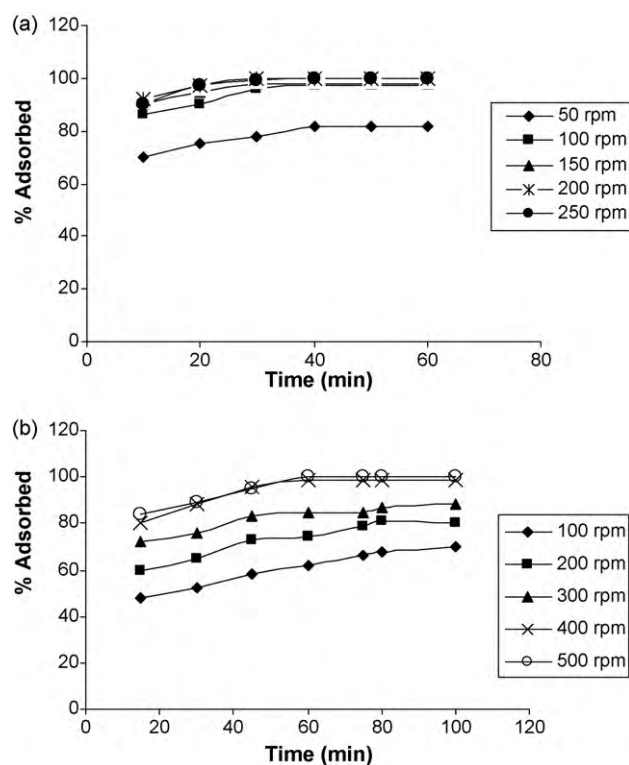 (a)
120
100
80
60
40
20
0
% Adsorbed
0 20 40 60 80
Time (min)
50 rpm
100 rpm
150 rpm
200 rpm
250 rpm
(b)
120
100
80
60
40
20
0
% Adsorbed
0 20 40 60 80 100 120
Time (min)
100 rpm
200 rpm
300 rpm
400 rpm
500 rpm